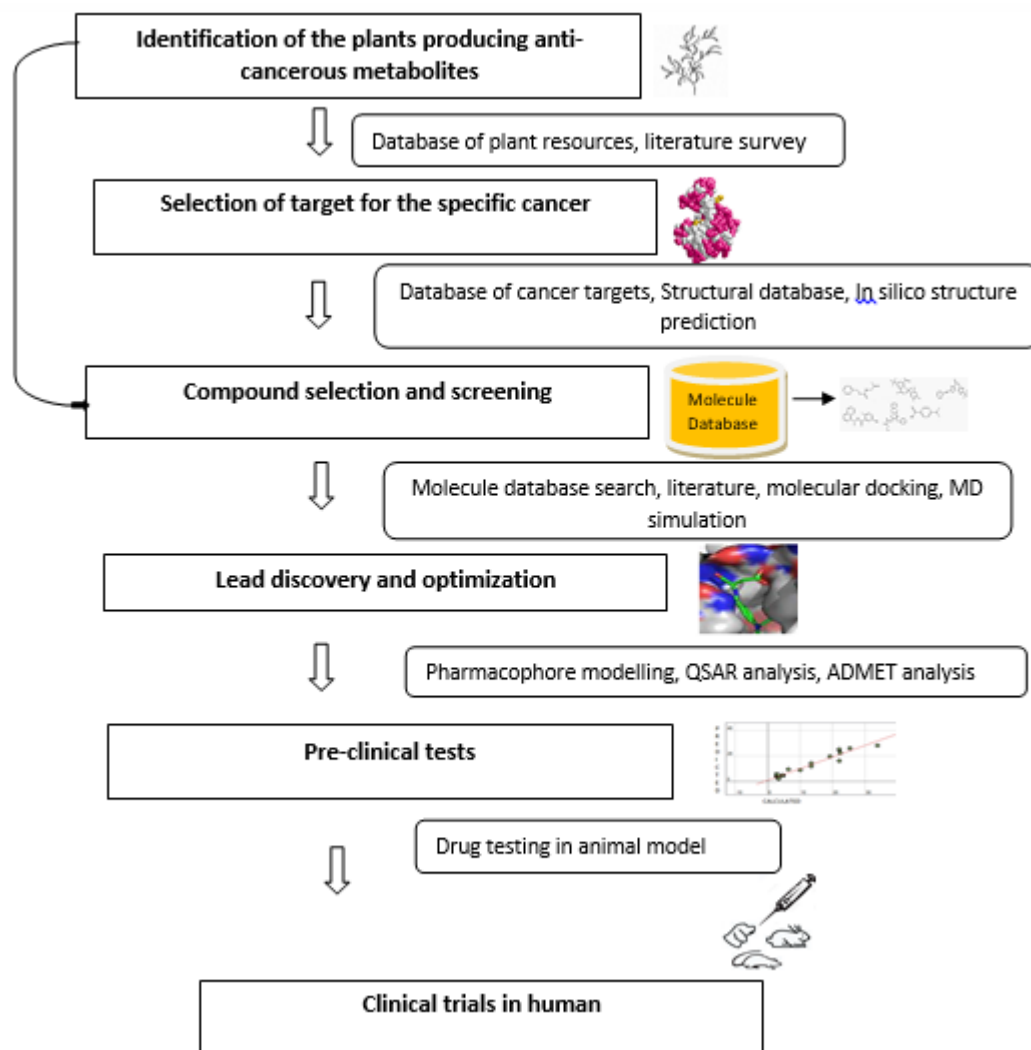 Identification of the plants producing anti-
cancerous metabolites
Database of plant resources, literature survey
Selection of target for the specific cancer
Database of cancer targets, Structural database, In silico structure
prediction
Compound selection and screening
Molecule
Database
Molecule database search, literature, molecular docking, MD
simulation
Lead discovery and optimization
Pharmacophore modelling, QSAR analysis, ADMET analysis
Pre-clinical tests
CALCULATED
Drug testing in animal model
Clinical trials in human